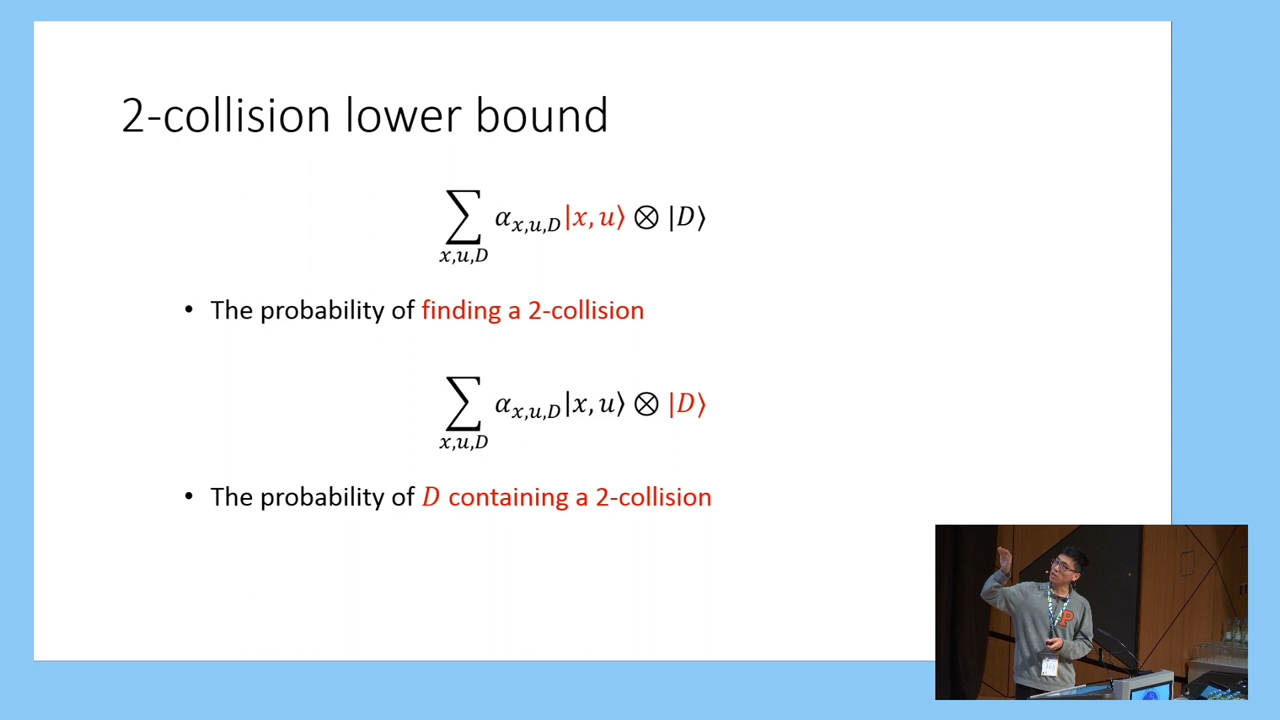 2-collision lower bound
∑ x,u,D α_{x,u,D} |x, u⟩ ⊗ |D⟩
• The probability of finding a 2-collision
∑ x,u,D α_{x,u,D} |x, u⟩ ⊗ |D⟩
• The probability of D containing a 2-collision
P